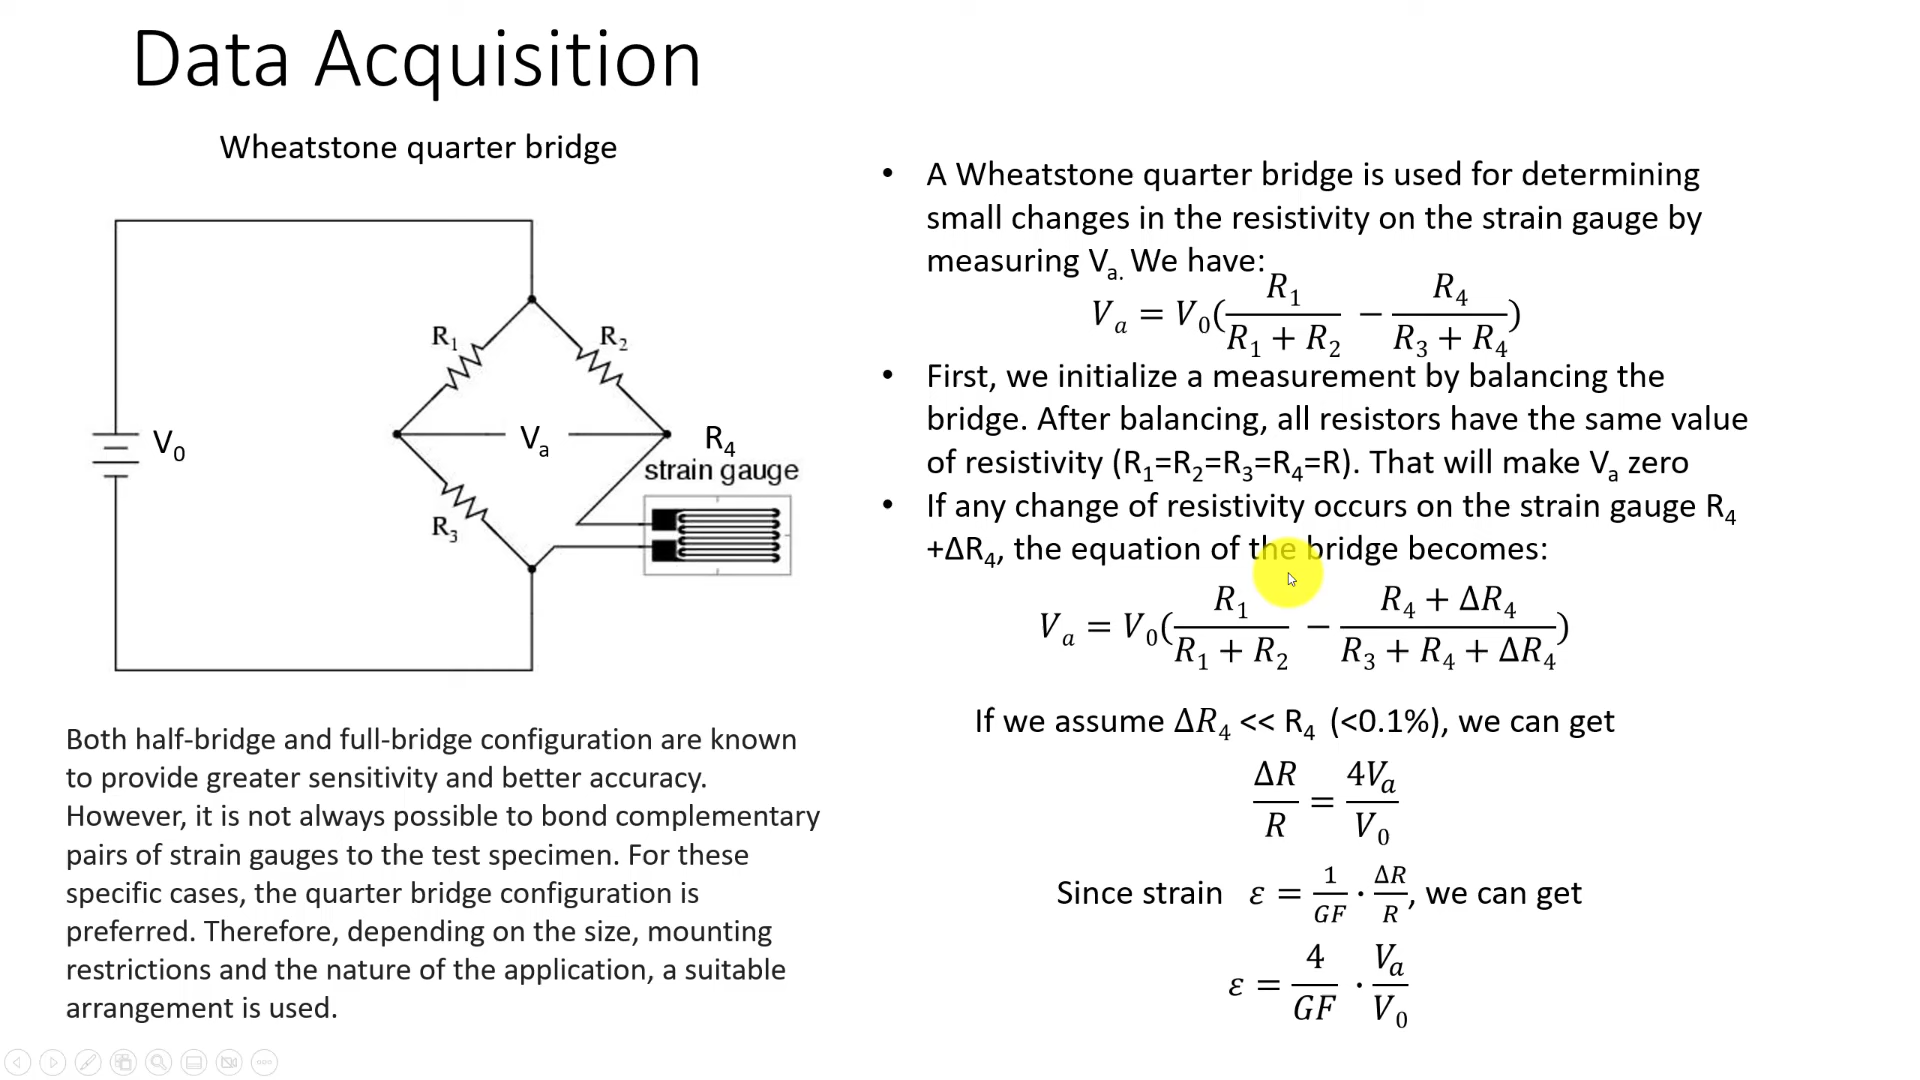 Data Acquisition
Wheatstone quarter bridge
R₁
R₂
V₀
Vₐ
R₄
strain gauge
R₃
Both half-bridge and full-bridge configuration are known
to provide greater sensitivity and better accuracy.
However, it is not always possible to bond complementary
pairs of strain gauges to the test specimen. For these
specific cases, the quarter bridge configuration is
preferred. Therefore, depending on the size, mounting
restrictions and the nature of the application, a suitable
arrangement is used.
• A Wheatstone quarter bridge is used for determining
small changes in the resistivity on the strain gauge by
measuring Vₐ. We have:
Vₐ = V₀(R₁/(R₁ + R₂) − R₄/(R₃ + R₄))
• First, we initialize a measurement by balancing the
bridge. After balancing, all resistors have the same value
of resistivity (R₁=R₂=R₃=R₄=R). That will make Vₐ zero
• If any change of resistivity occurs on the strain gauge R₄
+ΔR₄, the equation of the bridge becomes:
Vₐ = V₀(R₁/(R₁ + R₂) − (R₄ + ΔR₄)/(R₃ + R₄ + ΔR₄))
If we assume ΔR₄ << R₄ (<0.1%), we can get
ΔR/R = 4Vₐ/V₀
Since strain ε = 1/GF · ΔR/R, we can get
ε = 4/GF · Vₐ/V₀